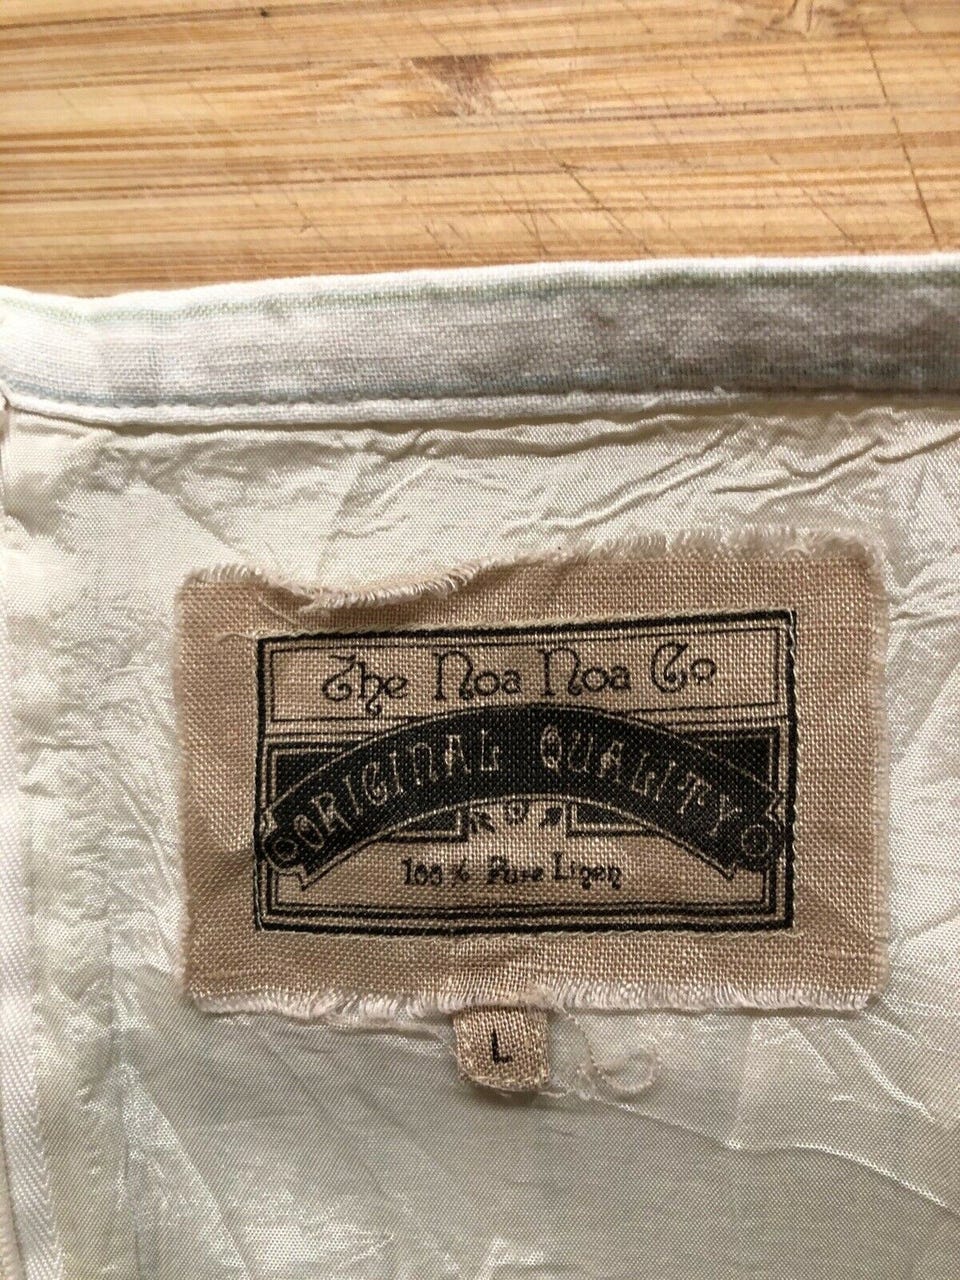 The Noa Noa Co
ORIGINAL QUALITY
100% Pure Linen
L